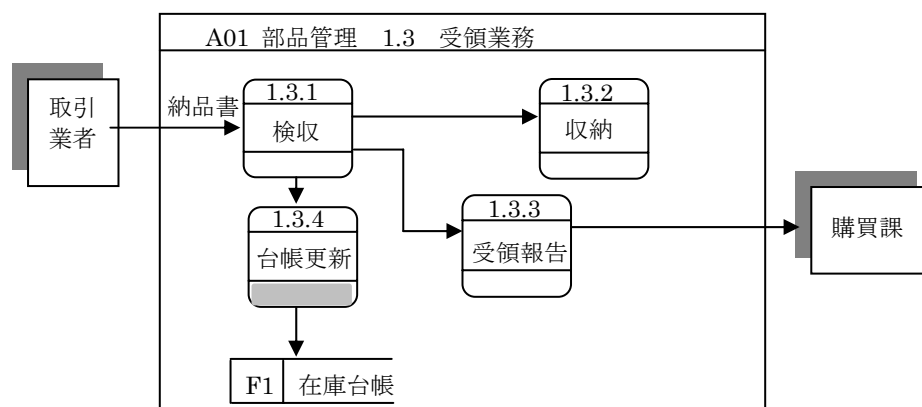 A01 部品管理 1.3 受領業務
取引
業者
納品書
1.3.1
検収
1.3.2
収納
1.3.4
台帳更新
1.3.3
受領報告
購買課
F1 在庫台帳